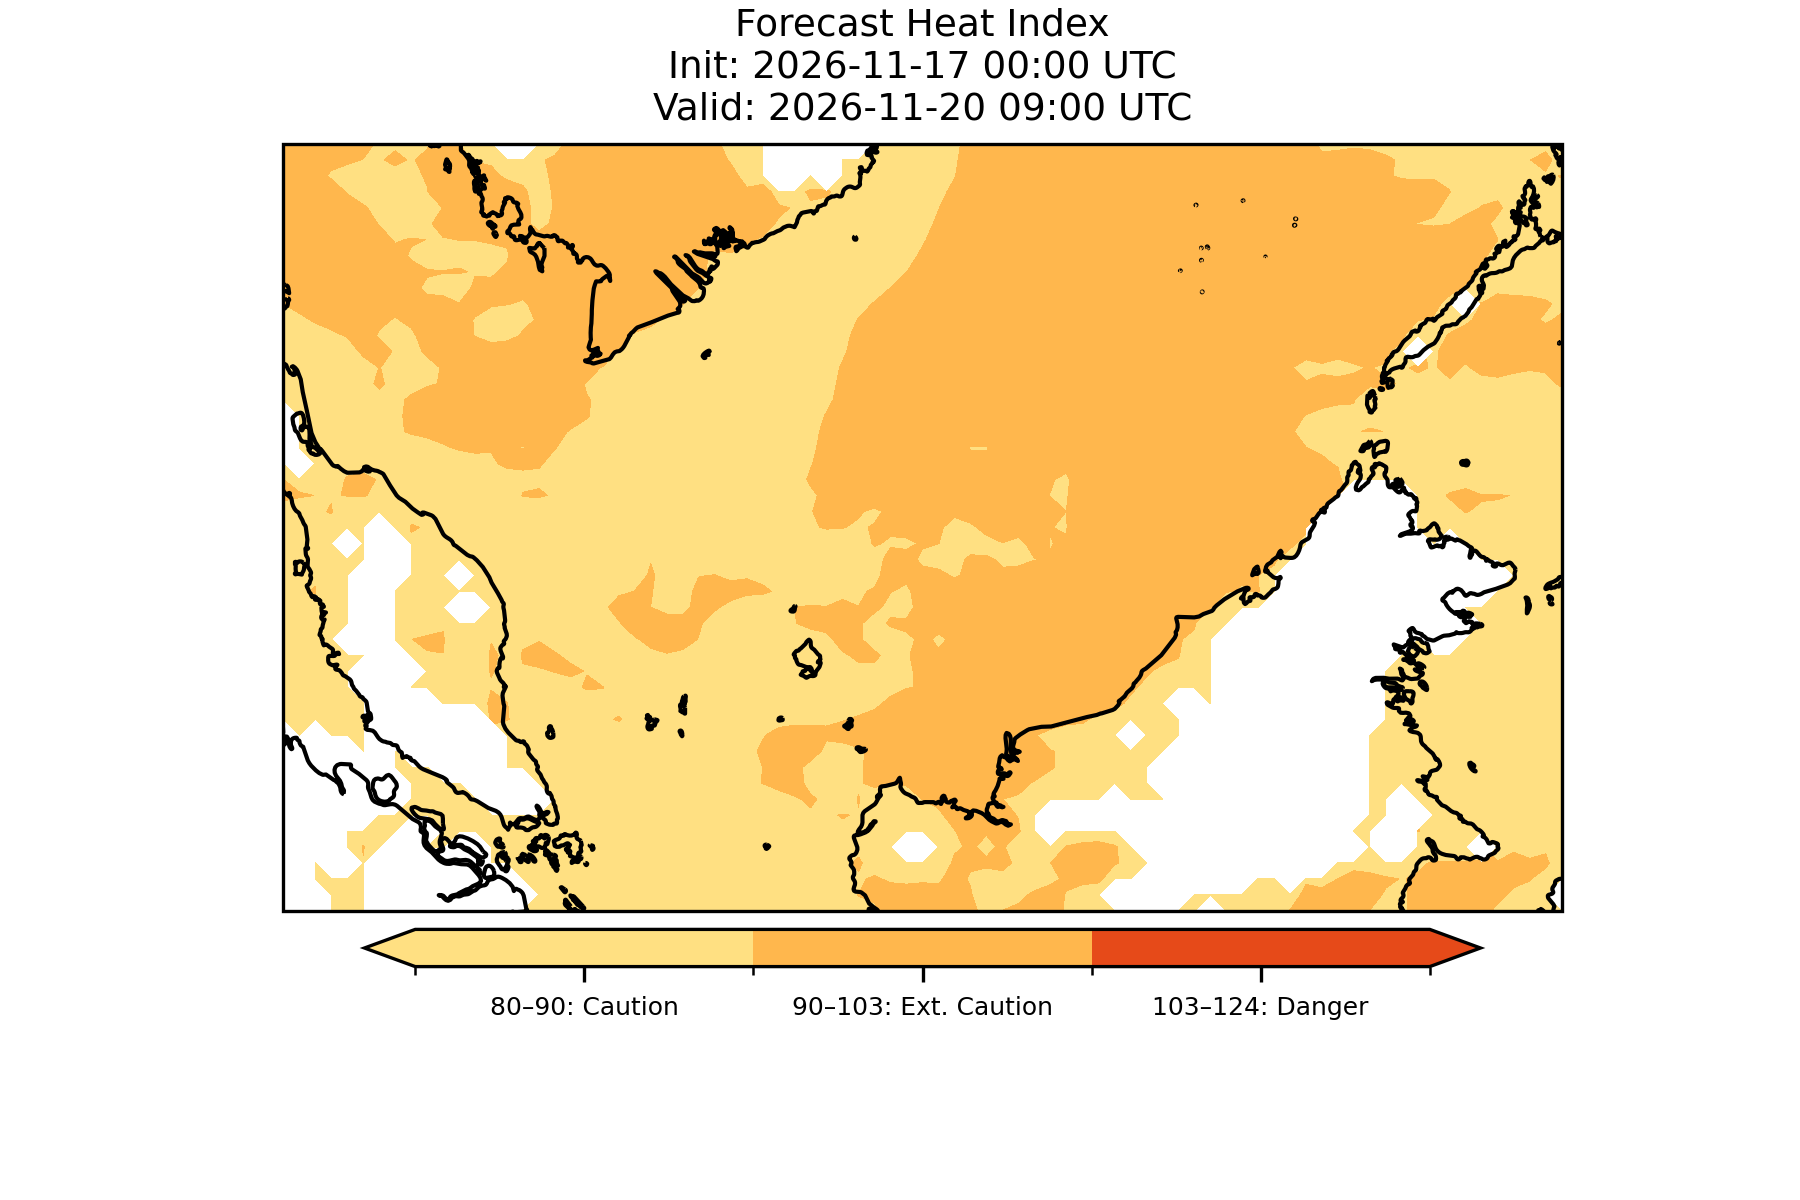 Forecast Heat Index
Init: 2026-11-17 00:00 UTC
Valid: 2026-11-20 09:00 UTC
80–90: Caution
90–103: Ext. Caution
103–124: Danger